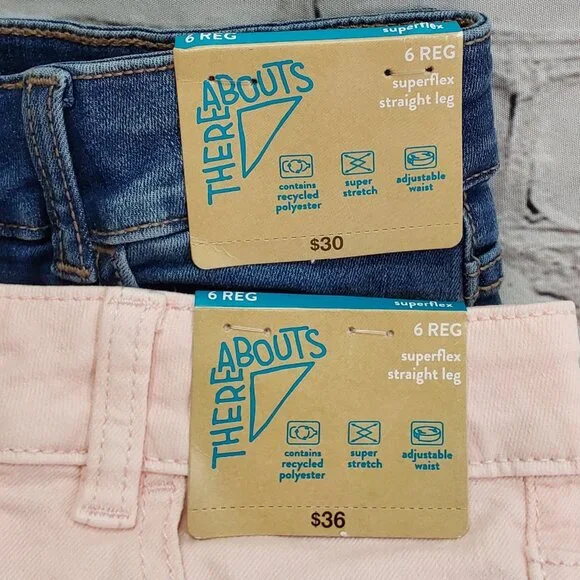 6 REG superflex
6 REG
superflex
straight leg
THEREABOUTS
contains
recycled
polyester
super
stretch
adjustable
waist
$30
6 REG superflex
6 REG
superflex
straight leg
THEREABOUTS
contains
recycled
polyester
super
stretch
adjustable
waist
$36